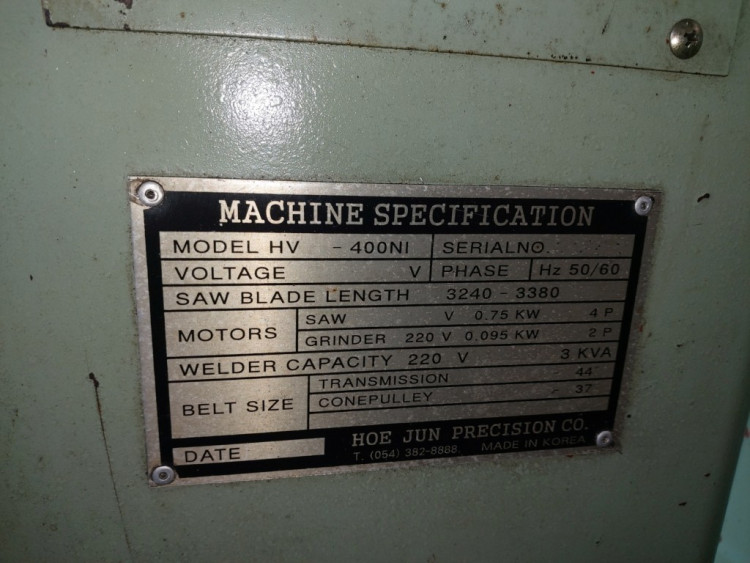 MACHINE SPECIFICATION
MODEL HV - 400NI SERIALNO.
VOLTAGE V PHASE Hz 50/60
SAW BLADE LENGTH 3240 - 3380
MOTORS
SAW V 0.75 KW 4 P
GRINDER 220 V 0.095 KW 2 P
WELDER CAPACITY 220 V 3 KVA
BELT SIZE
TRANSMISSION - 44
CONEPULLEY - 37
DATE
HOE JUN PRECISION CO.
T. (054) 382-8888. MADE IN KOREA